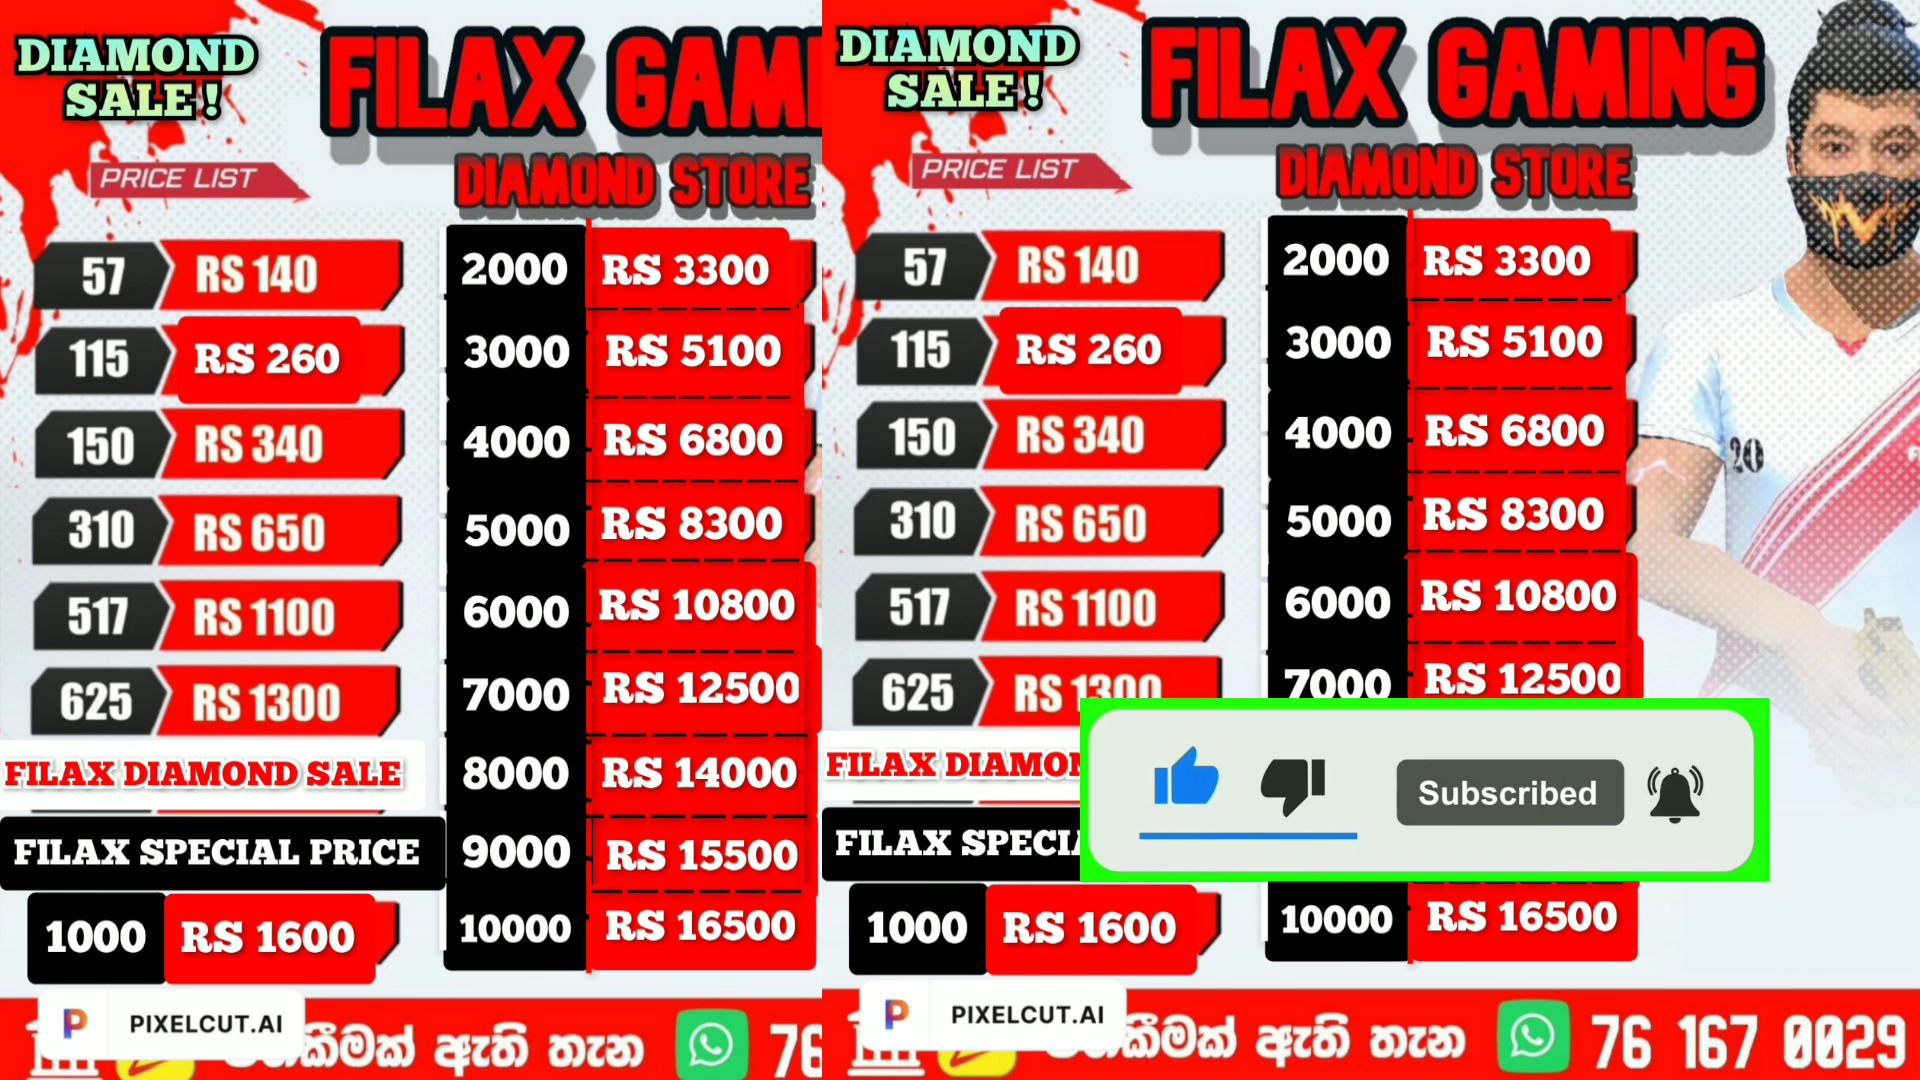 DIAMOND
SALE !
FILAX GAMI
DIAMOND STORE
PRICE LIST
57 RS 140
115 RS 260
150 RS 340
310 RS 650
517 RS 1100
625 RS 1300
FILAX DIAMOND SALE
FILAX SPECIAL PRICE
1000 RS 1600
2000 RS 3300
3000 RS 5100
4000 RS 6800
5000 RS 8300
6000 RS 10800
7000 RS 12500
8000 RS 14000
9000 RS 15500
10000 RS 16500
PIXELCUT.AI
ඇති තැන
76
DIAMOND
SALE !
FILAX GAMING
DIAMOND STORE
PRICE LIST
57 RS 140
115 RS 260
150 RS 340
310 RS 650
517 RS 1100
625 RS 1300
FILAX DIAMON
FILAX SPECIA
1000 RS 1600
2000 RS 3300
3000 RS 5100
4000 RS 6800
5000 RS 8300
6000 RS 10800
7000 RS 12500
10000 RS 16500
20
Subscribed
PIXELCUT.AI
ඇති තැන
76 167 0029